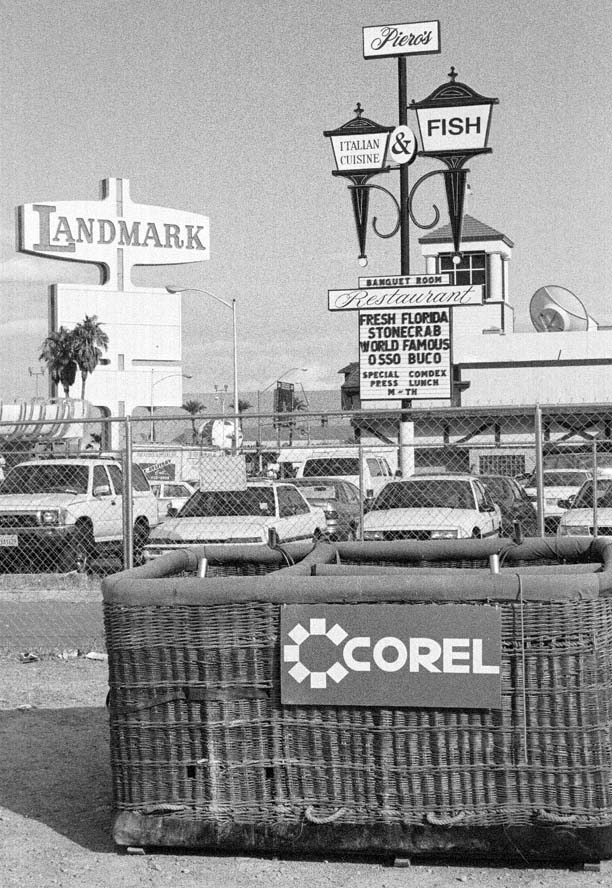 Piero's
ITALIAN
CUISINE
&
FISH
LANDMARK
BANQUET ROOM
Restaurant
FRESH FLORIDA
STONECRAB
WORLD FAMOUS
OSSO BUCO
SPECIAL COMDEX
PRESS LUNCH
M-TH
COREL